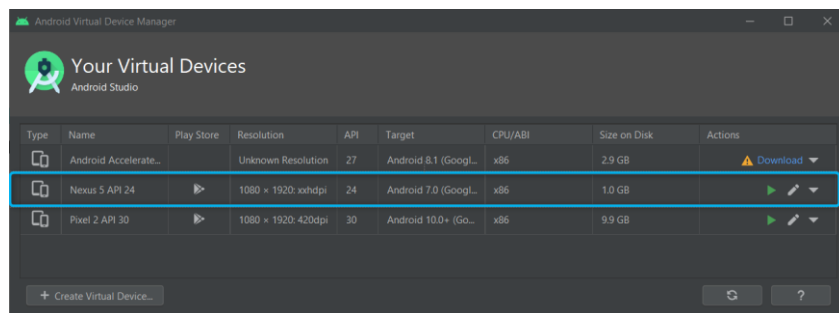 Android Virtual Device Manager
Your Virtual Devices
Android Studio
Type Name Play Store Resolution API Target CPU/ABI Size on Disk Actions
Android Accelerate... Unknown Resolution 27 Android 8.1 (Googl... x86 2.9 GB Download
Nexus 5 API 24 1080 × 1920: xxhdpi 24 Android 7.0 (Googl... x86 1.0 GB
Pixel 2 API 30 1080 × 1920: 420dpi 30 Android 10.0+ (Go... x86 9.9 GB
+ Create Virtual Device...
?